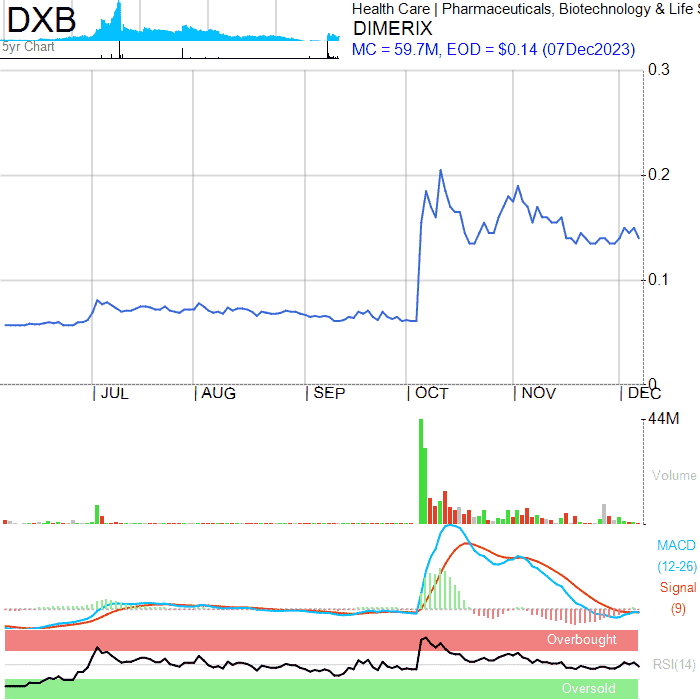 DXB
5yr Chart
Health Care | Pharmaceuticals, Biotechnology & Life S
DIMERIX
MC = 59.7M, EOD = $0.14 (07Dec2023)
0.3
0.2
0.1
0
JUL AUG SEP OCT NOV DEC
44M
Volume
MACD
(12-26)
Signal
(9)
Overbought
RSI(14)
Oversold